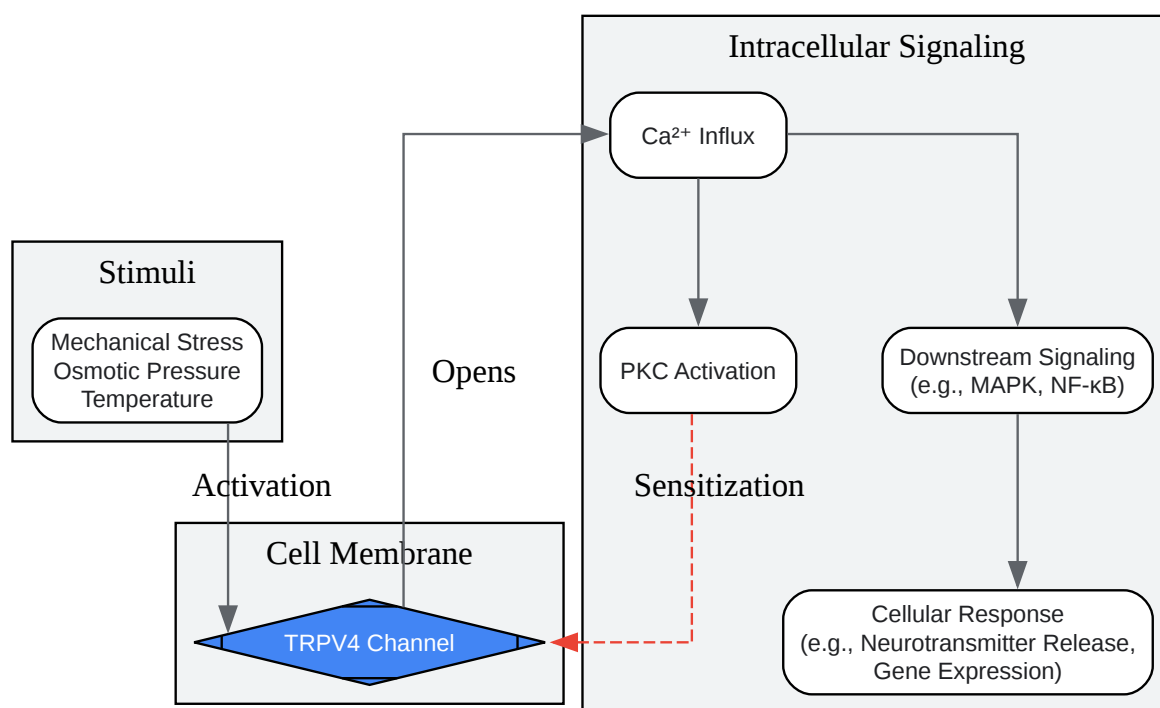 Intracellular Signaling
Ca²⁺ Influx
Stimuli
Mechanical Stress
Osmotic Pressure
Temperature
Opens
PKC Activation
Downstream Signaling
(e.g., MAPK, NF-κB)
Activation
Sensitization
Cell Membrane
TRPV4 Channel
Cellular Response
(e.g., Neurotransmitter Release,
Gene Expression)